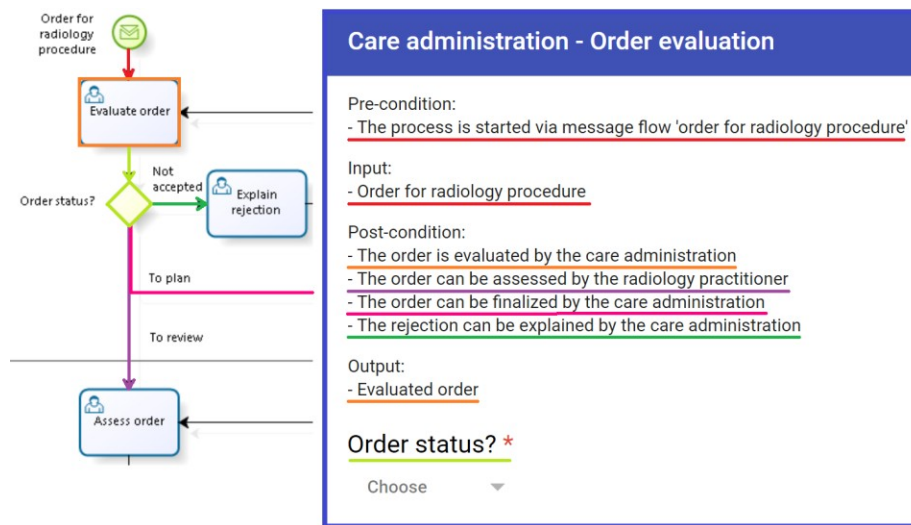 Order for
radiology
procedure
Evaluate order
Order status?
Not
accepted
Explain
rejection
To plan
To review
Assess order
Care administration - Order evaluation
Pre-condition:
- The process is started via message flow 'order for radiology procedure'
Input:
- Order for radiology procedure
Post-condition:
- The order is evaluated by the care administration
- The order can be assessed by the radiology practitioner
- The order can be finalized by the care administration
- The rejection can be explained by the care administration
Output:
- Evaluated order
Order status? *
Choose